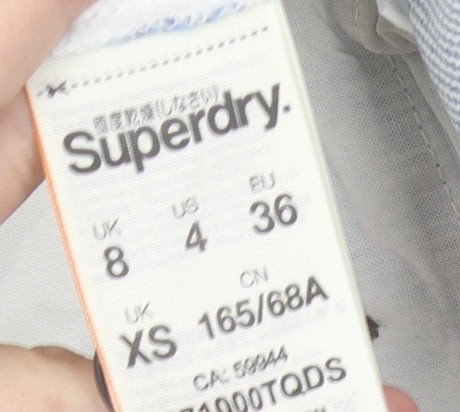 極度乾燥(しなさい)
Superdry.
UK US EU
8 4 36
UK CN
XS 165/68A
CA: 59944
71000TQDS